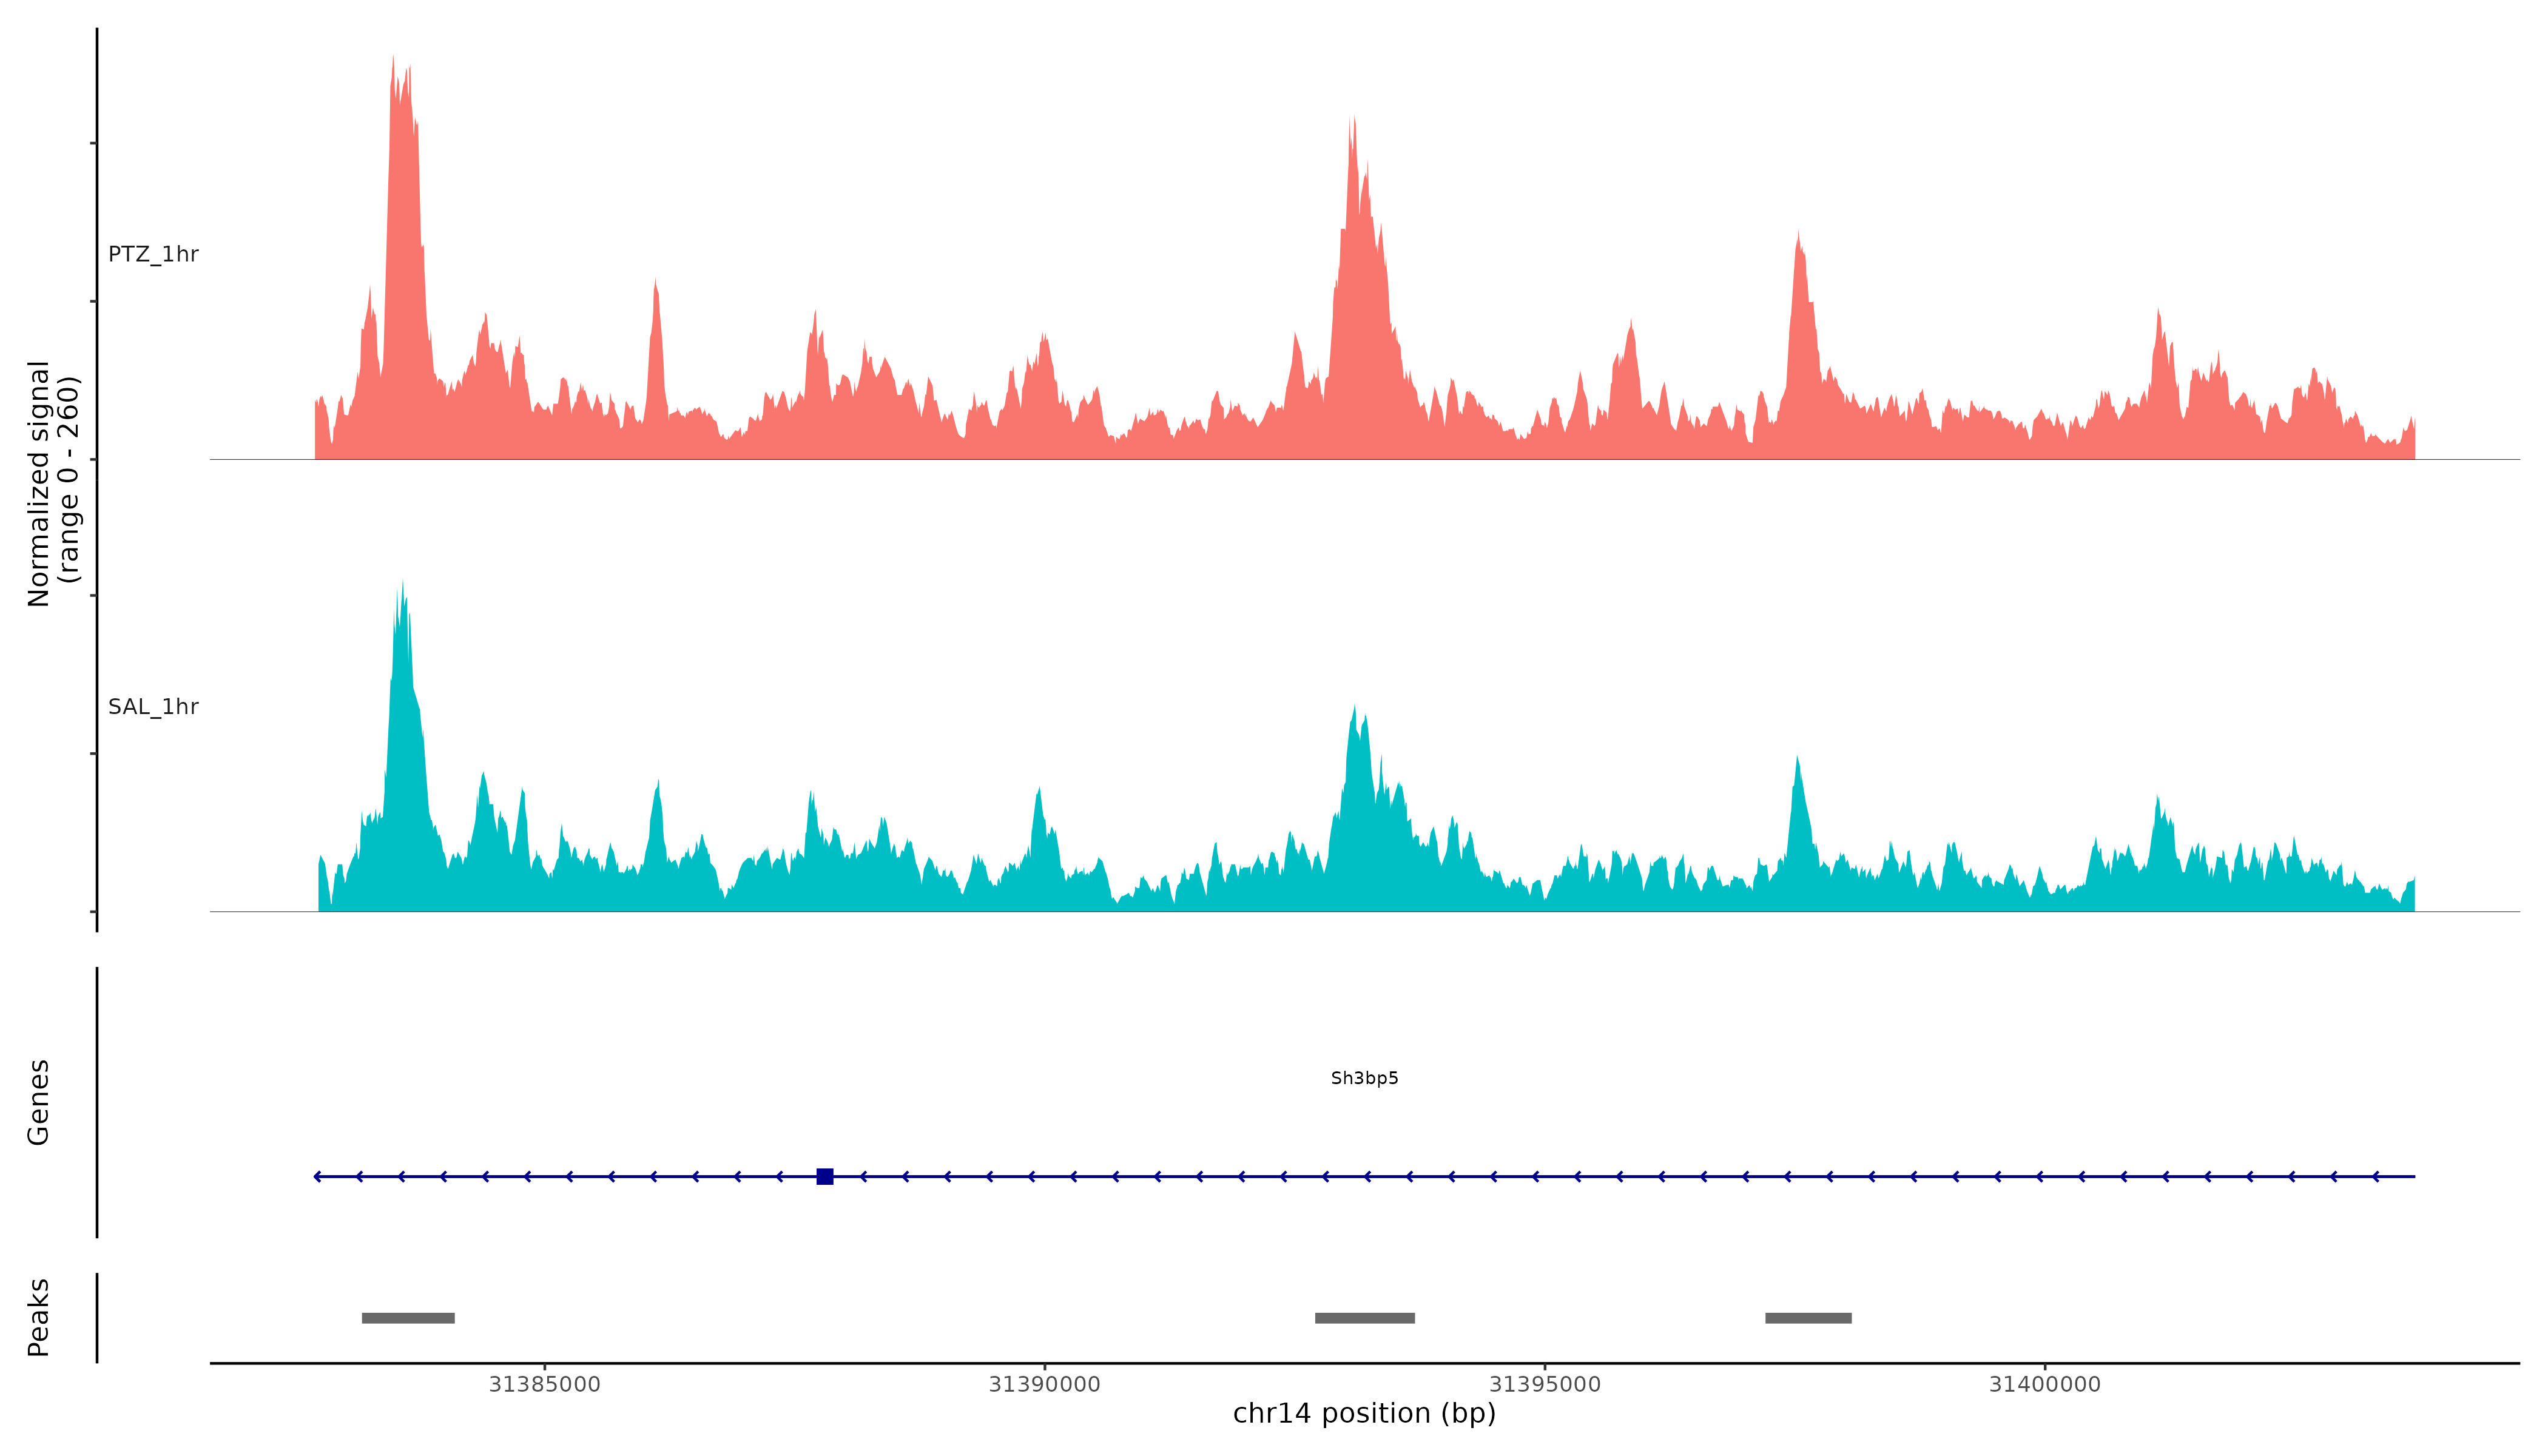 Normalized signal
(range 0 - 260)
PTZ_1hr
SAL_1hr
Genes
Sh3bp5
Peaks
31385000
31390000
31395000
31400000
chr14 position (bp)